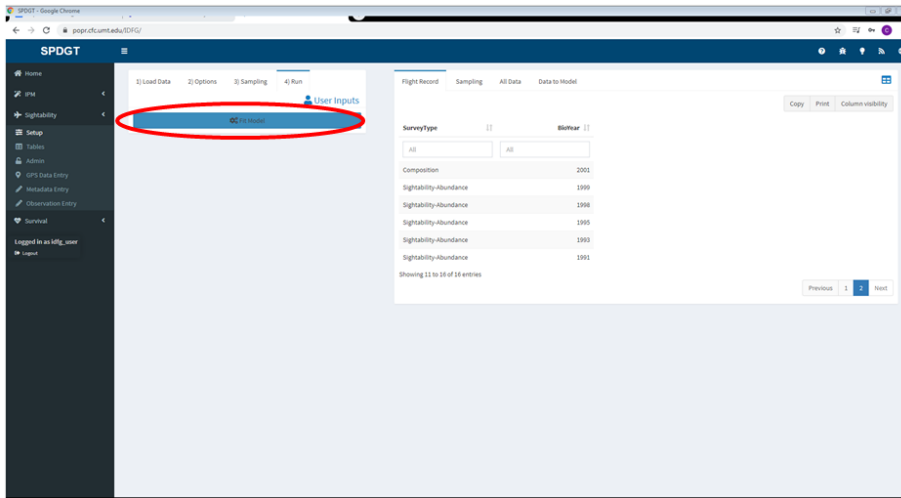 SPDGT - Google Chrome
popr.cfc.umt.edu/IDFG/
SPDGT
Home
IPM
Sightability
Setup
Tables
Admin
GPS Data Entry
Metadata Entry
Observation Entry
Survival
Logged in as idfg_user
Logout
1) Load Data 2) Options 3) Sampling 4) Run
User Inputs
Fit Model
Flight Record Sampling All Data Data to Model
Copy Print Column visibility
SurveyType BioYear
All All
Composition 2001
Sightability-Abundance 1999
Sightability-Abundance 1998
Sightability-Abundance 1995
Sightability-Abundance 1993
Sightability-Abundance 1991
Showing 11 to 16 of 16 entries
Previous 1 2 Next